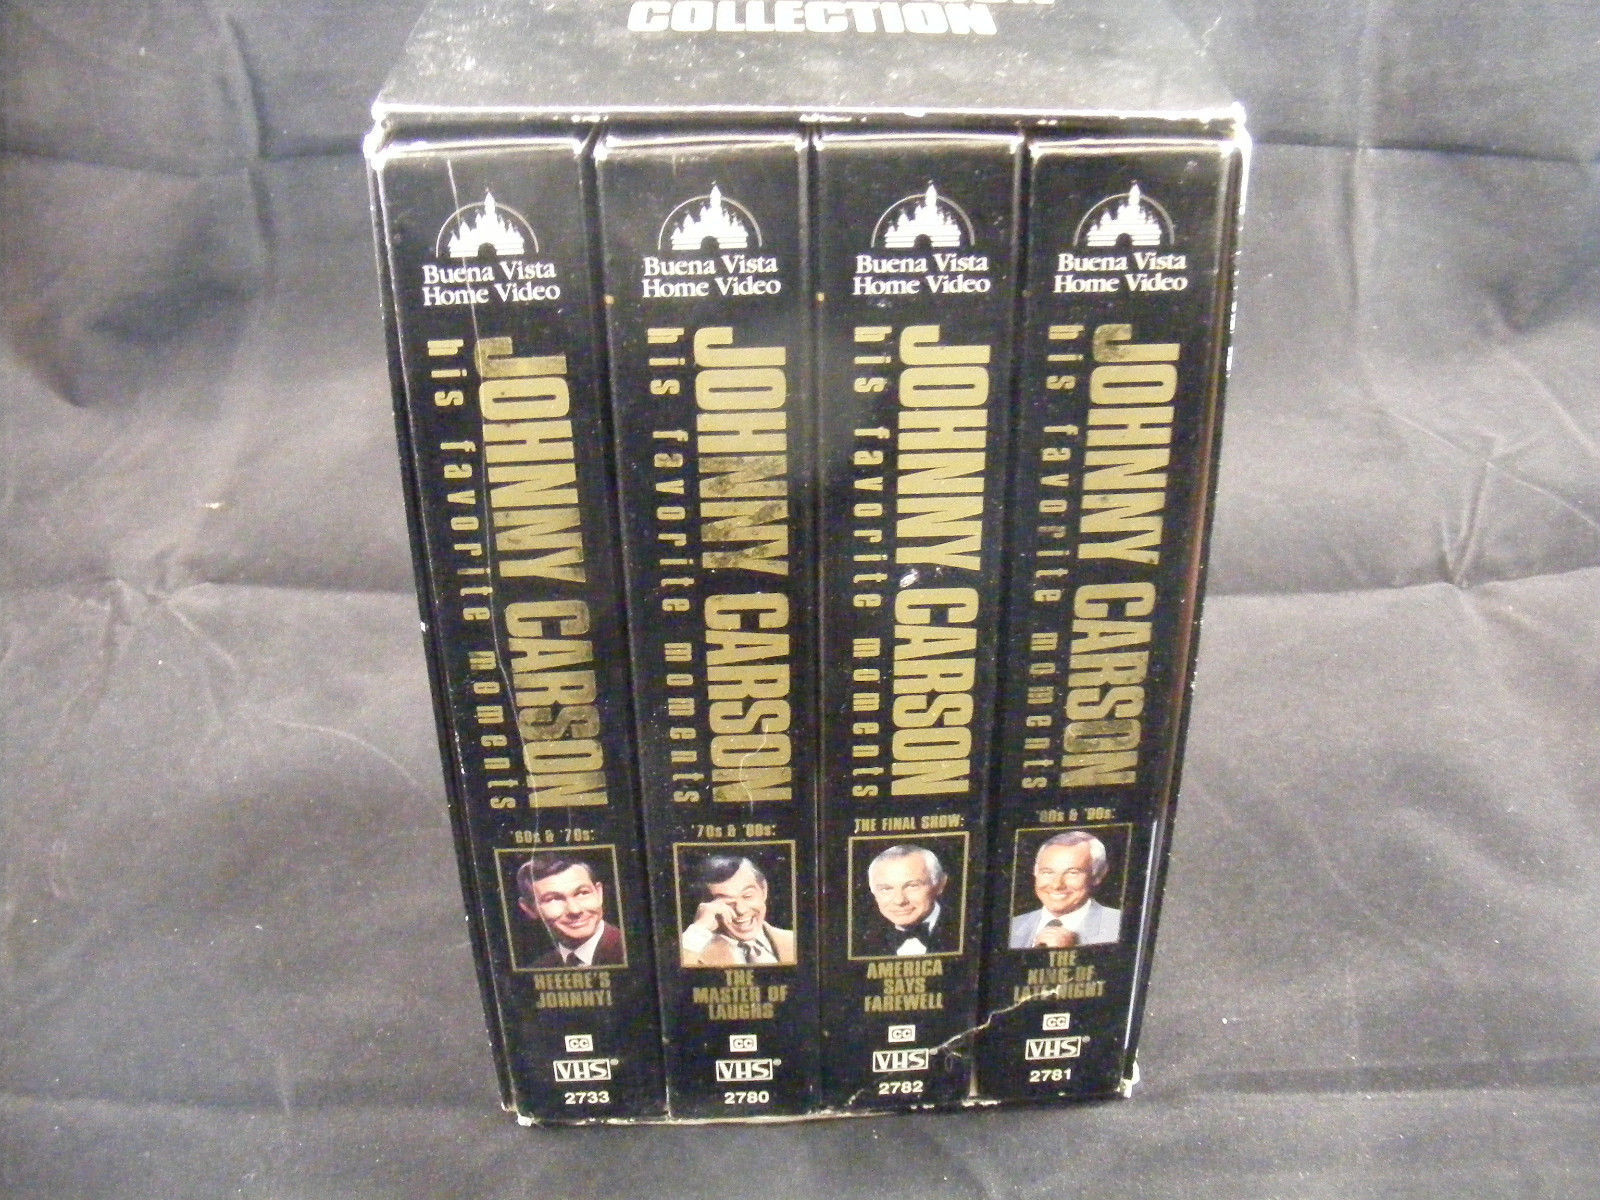 COLLECTION
Buena Vista
Home Video
JOHNNY CARSON
his favorite moments
'60s & '70s:
HEEERE'S
JOHNNY!
CC
VHS
2733
Buena Vista
Home Video
JOHNNY CARSON
his favorite moments
'70s & '80s:
THE
MASTER OF
LAUGHS
CC
VHS
2780
Buena Vista
Home Video
JOHNNY CARSON
his favorite moments
THE FINAL SHOW:
AMERICA
SAYS
FAREWELL
CC
VHS
2782
Buena Vista
Home Video
JOHNNY CARSON
his favorite moments
'80s & '90s:
THE
KING OF
LATE NIGHT
CC
VHS
2781